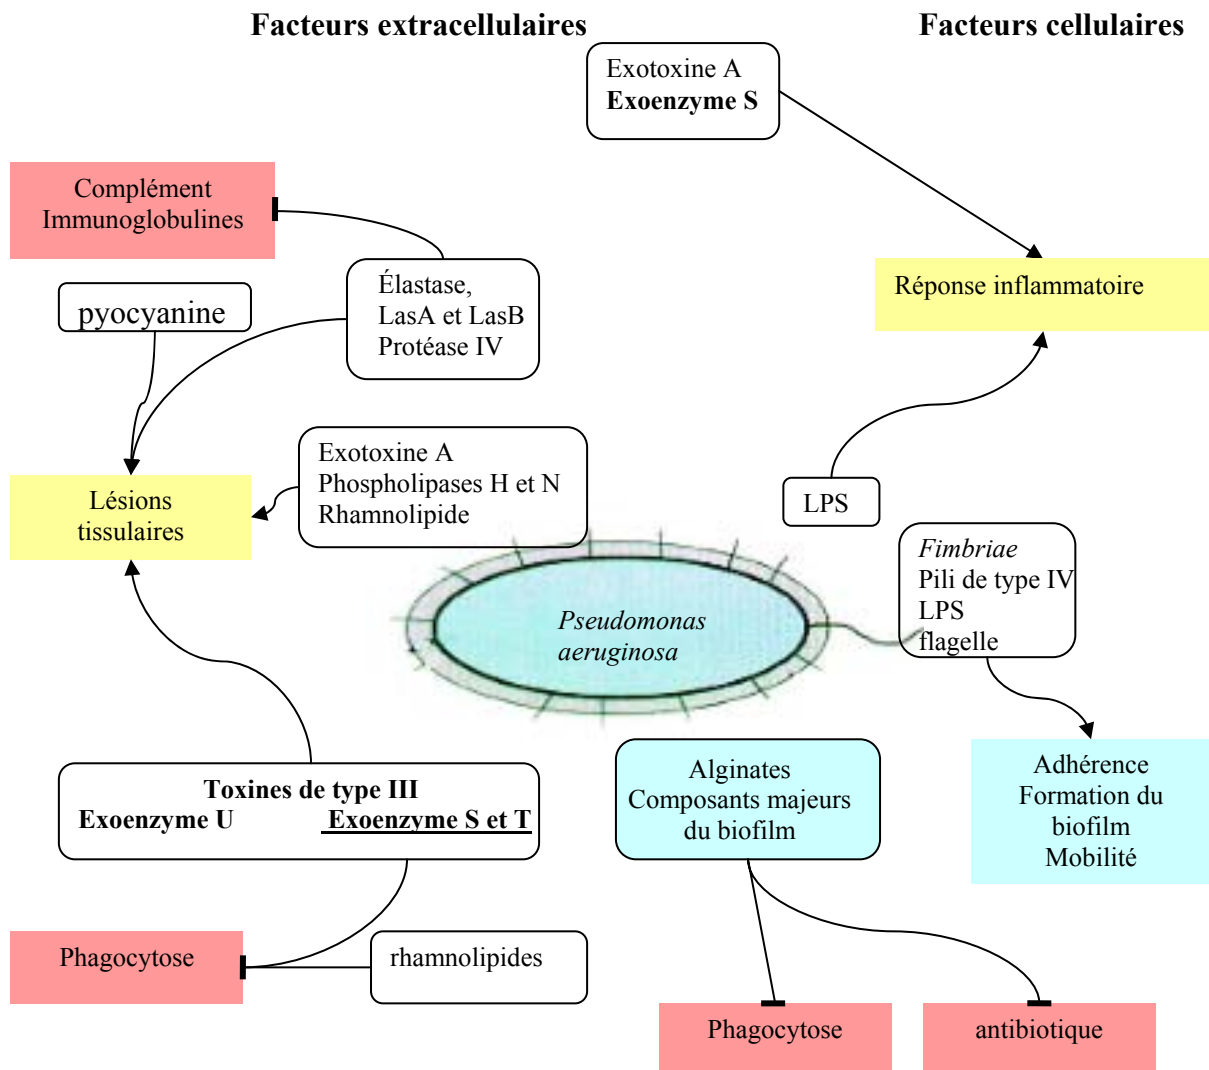 Facteurs extracellulaires
Facteurs cellulaires
Exotoxine A
Exoenzyme S
Complément
Immunoglobulines
Réponse inflammatoire
pyocyanine
Élastase,
LasA et LasB
Protéase IV
Exotoxine A
Phospholipases H et N
Rhamnolipide
Lésions
tissulaires
LPS
Fimbriae
Pili de type IV
LPS
flagelle
Pseudomonas
aeruginosa
Toxines de type III
Exoenzyme U Exoenzyme S et T
Alginates
Composants majeurs
du biofilm
Adhérence
Formation du
biofilm
Mobilité
Phagocytose
rhamnolipides
Phagocytose
antibiotique